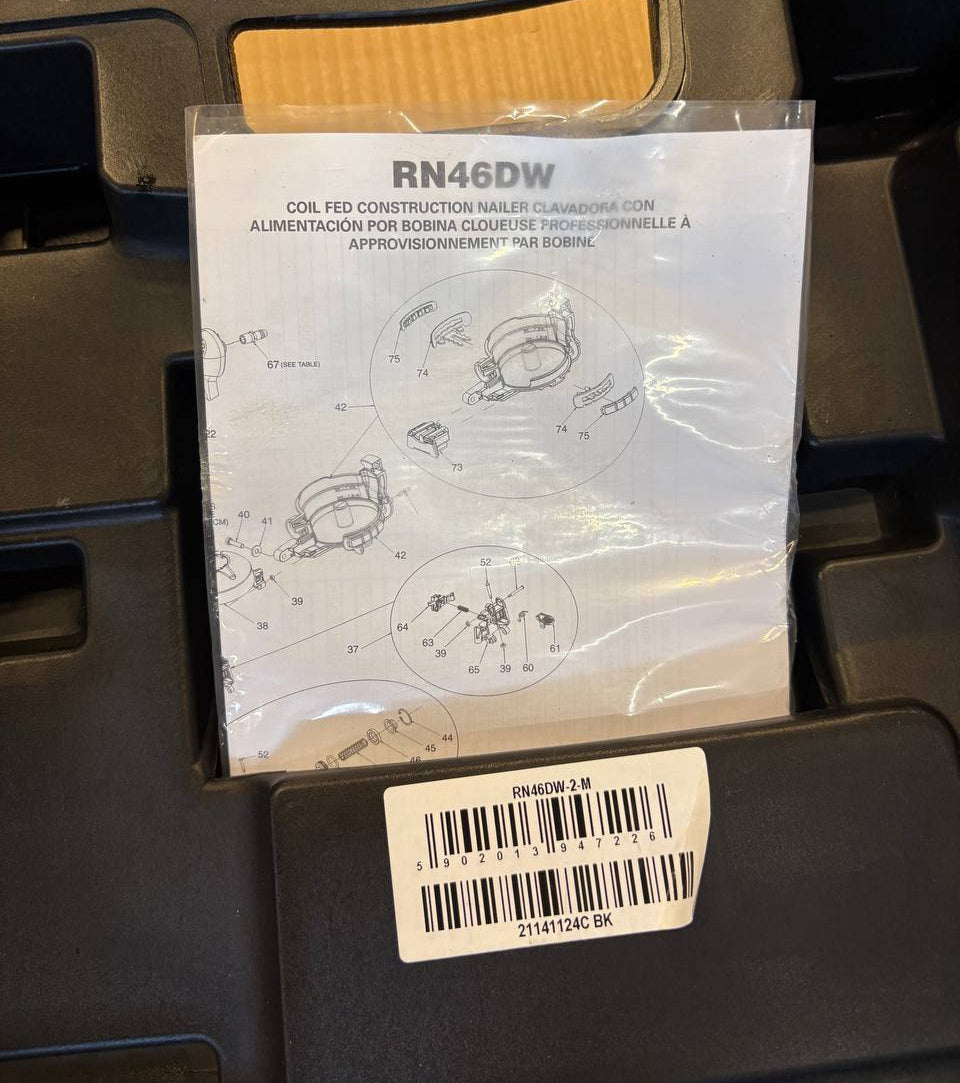 RN46DW
COIL FED CONSTRUCTION NAILER CLAVADORA CON
ALIMENTACIÓN POR BOBINA CLOUEUSE PROFESSIONNELLE À
APPROVISIONNEMENT PAR BOBINE
75
74
67 (SEE TABLE)
42
74
75
22
73
CM)
40
41
42
39
52
38
64
63
37
39
65
39
60
61
44
45
46
52
RN46DW-2-M
5 902013 947226
21141124C BK